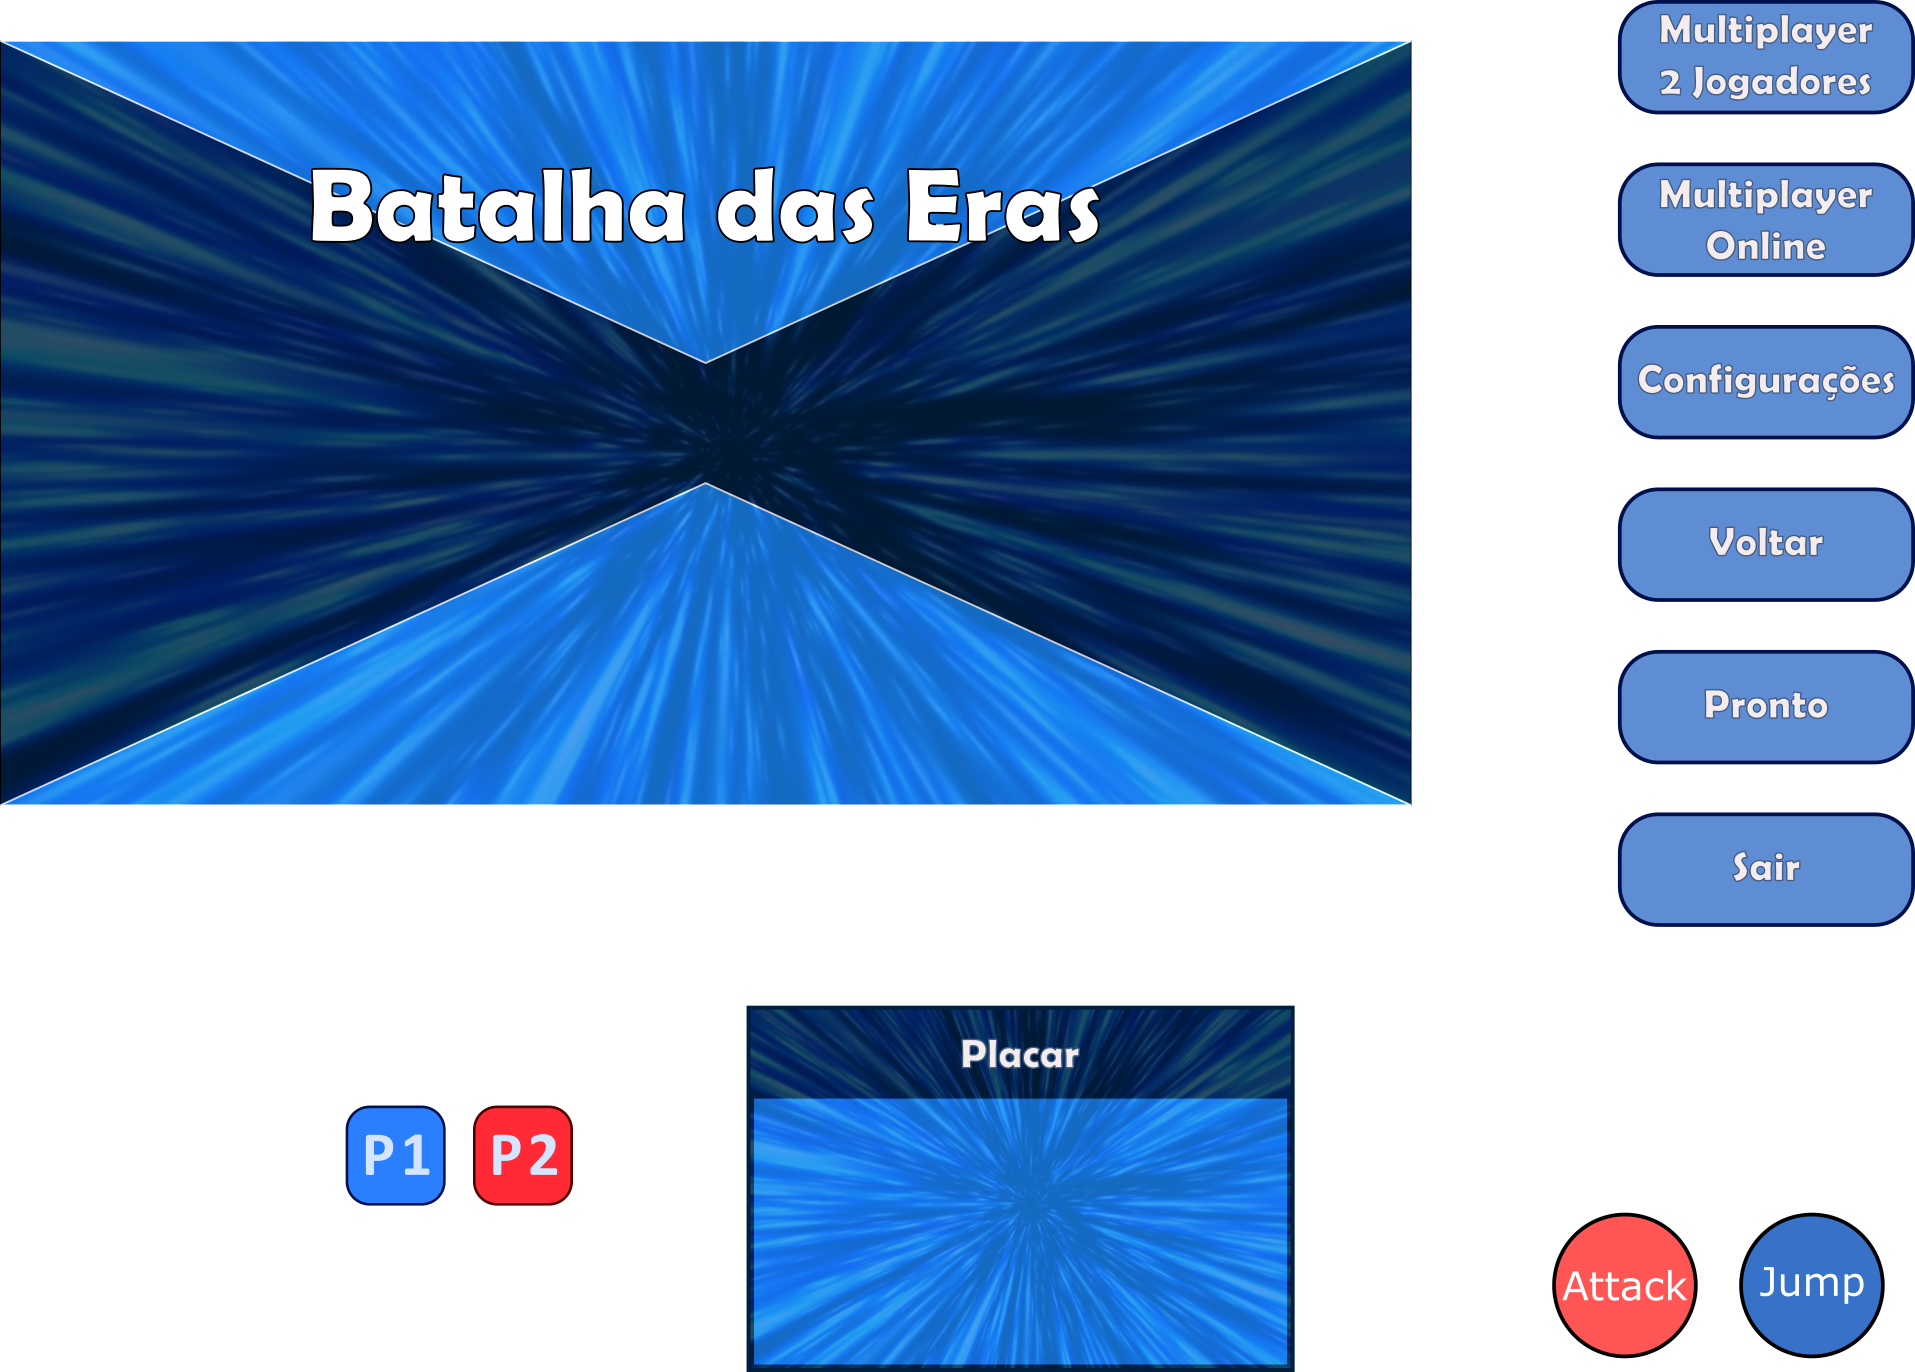 Batalha das Eras
Multiplayer
2 Jogadores
Multiplayer
Online
Configurações
Voltar
Pronto
Sair
Placar
P1
P2
Attack
Jump